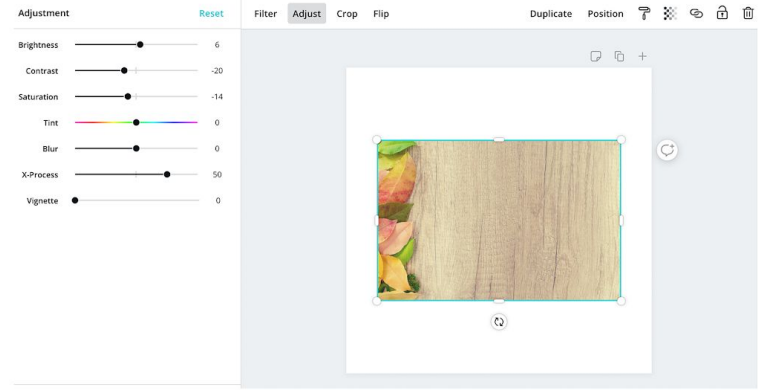 Adjustment Reset
Filter Adjust Crop Flip Duplicate Position
Brightness 6
Contrast -20
Saturation -14
Tint 0
Blur 0
X-Process 50
Vignette 0